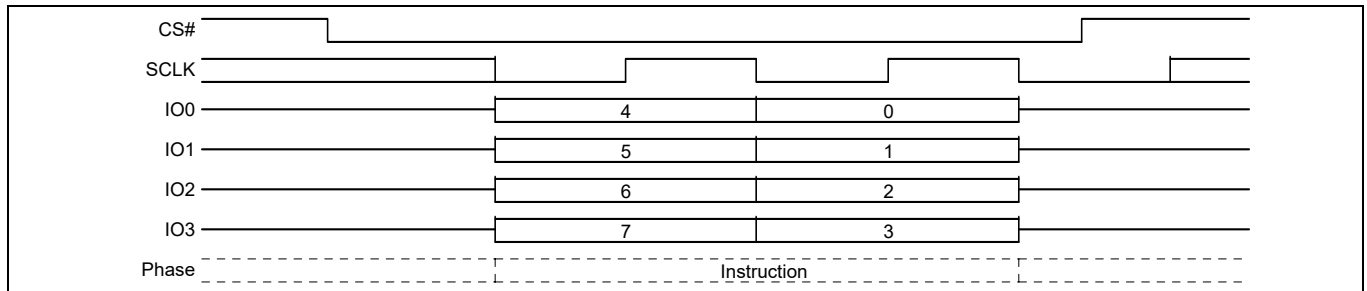 CS#
SCLK
IO0 4 0
IO1 5 1
IO2 6 2
IO3 7 3
Phase Instruction